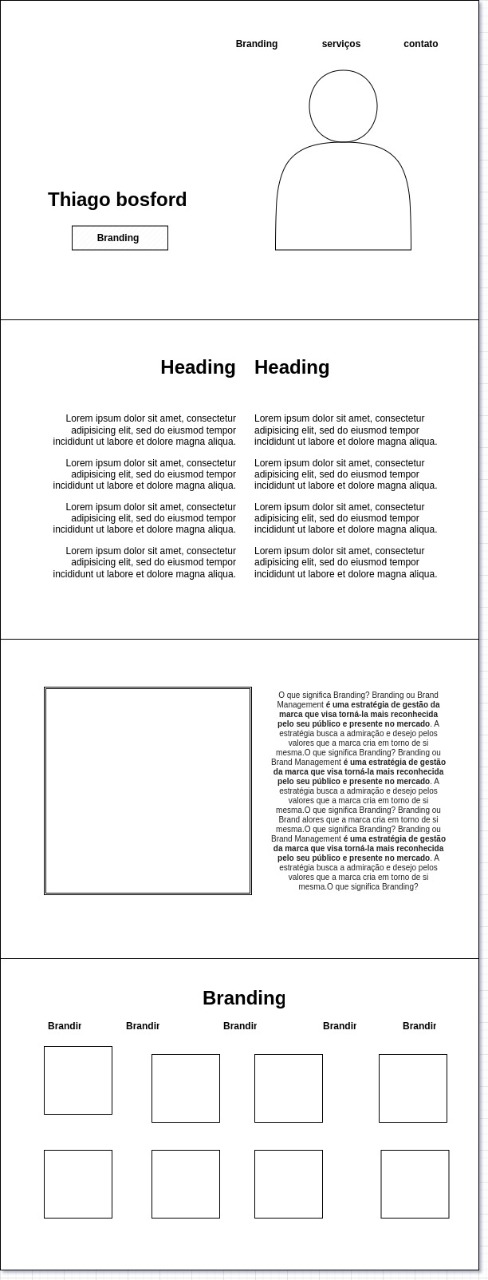 Branding serviços contato
Thiago bosford
Branding
Heading Heading
Lorem ipsum dolor sit amet, consectetur
adipisicing elit, sed do eiusmod tempor
incididunt ut labore et dolore magna aliqua.
Lorem ipsum dolor sit amet, consectetur
adipisicing elit, sed do eiusmod tempor
incididunt ut labore et dolore magna aliqua.
Lorem ipsum dolor sit amet, consectetur
adipisicing elit, sed do eiusmod tempor
incididunt ut labore et dolore magna aliqua.
Lorem ipsum dolor sit amet, consectetur
adipisicing elit, sed do eiusmod tempor
incididunt ut labore et dolore magna aliqua.
Lorem ipsum dolor sit amet, consectetur
adipisicing elit, sed do eiusmod tempor
incididunt ut labore et dolore magna aliqua.
Lorem ipsum dolor sit amet, consectetur
adipisicing elit, sed do eiusmod tempor
incididunt ut labore et dolore magna aliqua.
Lorem ipsum dolor sit amet, consectetur
adipisicing elit, sed do eiusmod tempor
incididunt ut labore et dolore magna aliqua.
Lorem ipsum dolor sit amet, consectetur
adipisicing elit, sed do eiusmod tempor
incididunt ut labore et dolore magna aliqua.
O que significa Branding? Branding ou Brand
Management é uma estratégia de gestão da
marca que visa torná-la mais reconhecida
pelo seu público e presente no mercado. A
estratégia busca a admiração e desejo pelos
valores que a marca cria em torno de si
mesma.O que significa Branding? Branding ou
Brand Management é uma estratégia de gestão
da marca que visa torná-la mais reconhecida
pelo seu público e presente no mercado. A
estratégia busca a admiração e desejo pelos
valores que a marca cria em torno de si
mesma.O que significa Branding? Branding ou
Brand alores que a marca cria em torno de si
mesma.O que significa Branding? Branding ou
Brand Management é uma estratégia de gestão
da marca que visa torná-la mais reconhecida
pelo seu público e presente no mercado. A
estratégia busca a admiração e desejo pelos
valores que a marca cria em torno de si
mesma.O que significa Branding?
Branding
Brandir Brandir Brandir Brandir Brandir